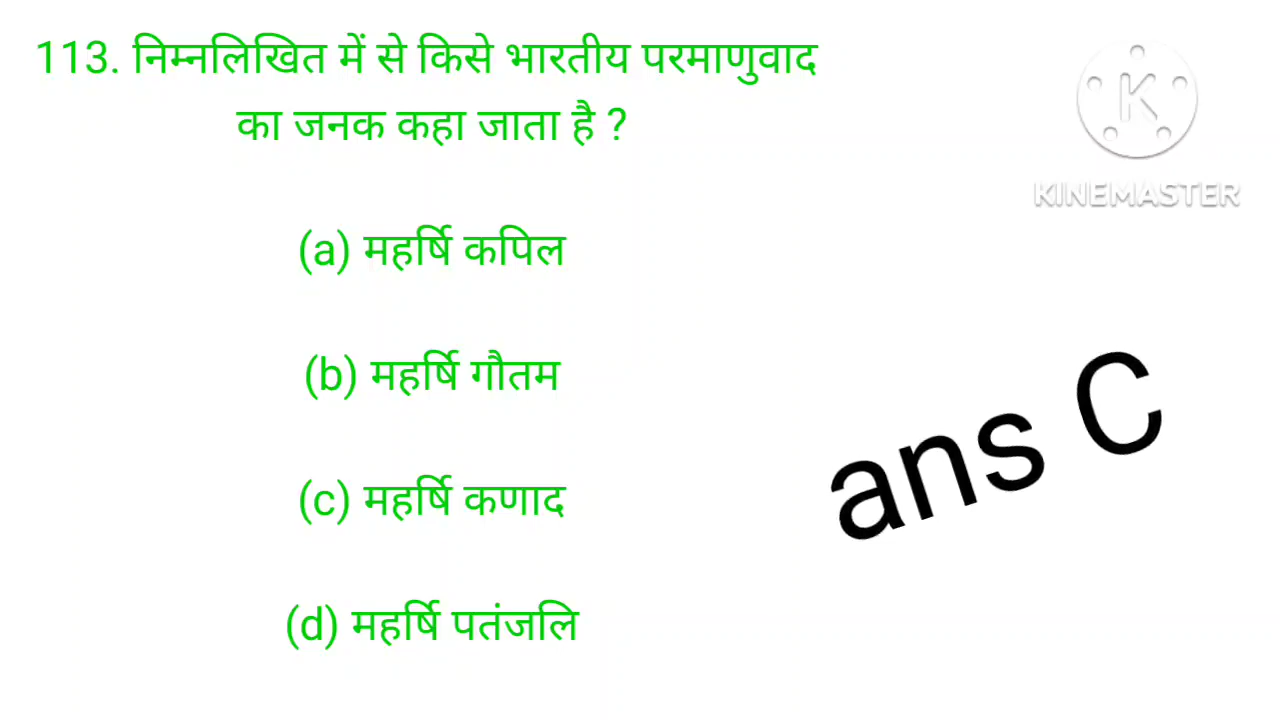 113. निम्नलिखित में से किसे भारतीय परमाणुवाद
का जनक कहा जाता है ?
(a) महर्षि कपिल
(b) महर्षि गौतम
(c) महर्षि कणाद
(d) महर्षि पतंजलि
ans C
K
KINEMASTER